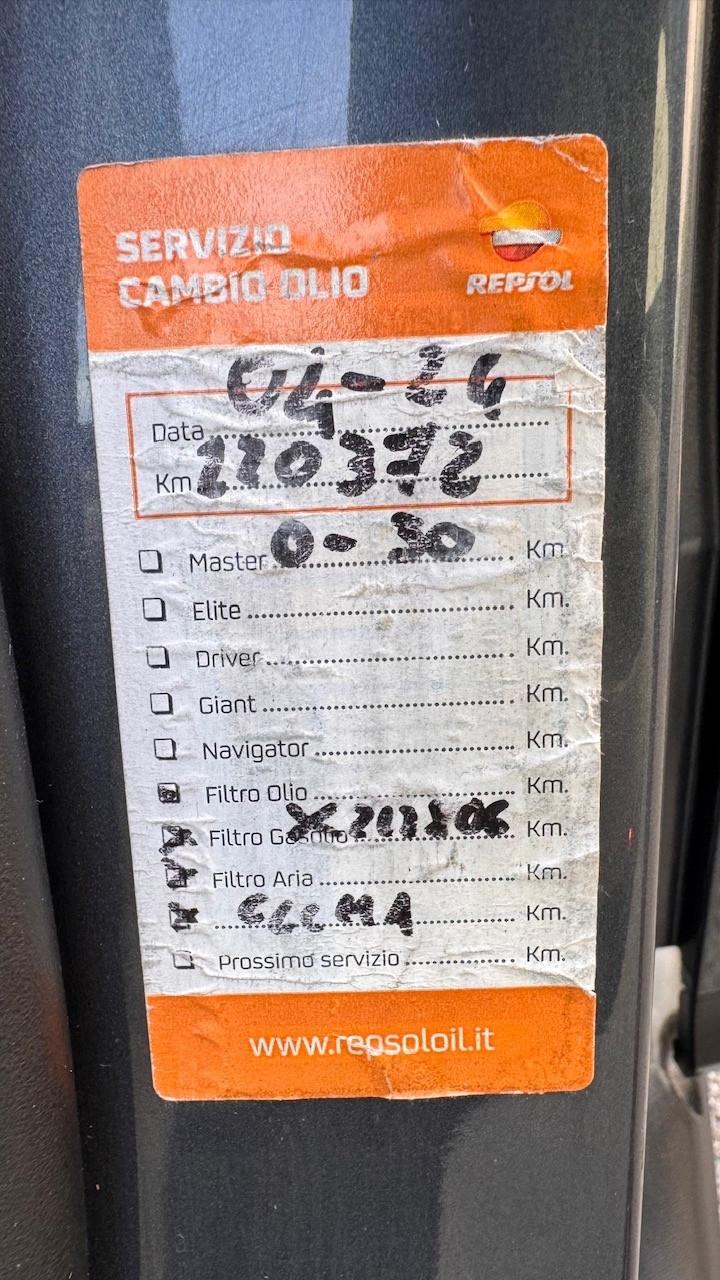 SERVIZIO
CAMBIO OLIO
REPSOL
04-24
Data
Km 220372
Master 0-30 Km
Elite Km.
Driver Km.
Giant Km.
Navigator Km.
Filtro Olio Km.
Filtro Gasolio Km.
Filtro Aria Km.
Km.
Prossimo servizio Km.
www.repsoloil.it